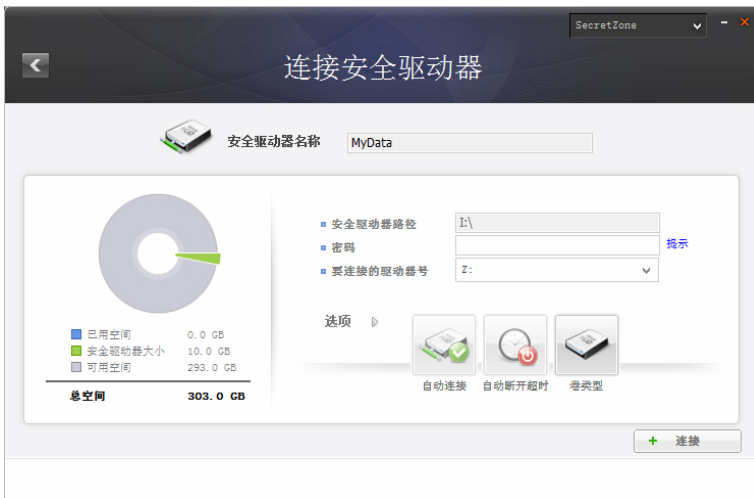 SecretZone
连接安全驱动器
安全驱动器名称 MyData
安全驱动器路径 I:\
密码 提示
要连接的驱动器号 Z:
选项
自动连接 自动断开超时 卷类型
已用空间 0.0 GB
安全驱动器大小 10.0 GB
可用空间 293.0 GB
总空间 303.0 GB
+ 连接